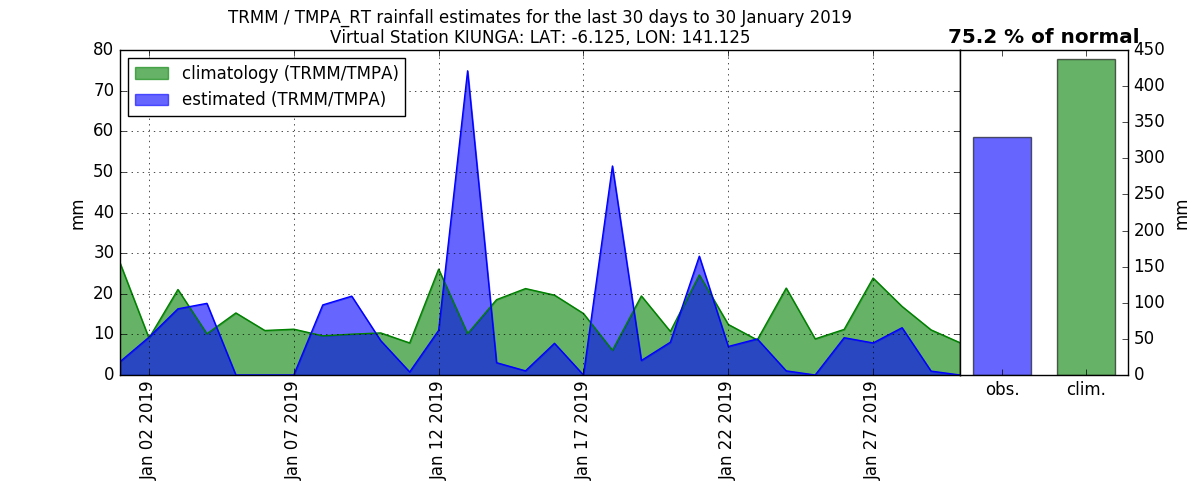 TRMM / TMPA_RT rainfall estimates for the last 30 days to 30 January 2019
Virtual Station KIUNGA: LAT: -6.125, LON: 141.125
75.2 % of normal
climatology (TRMM/TMPA)
estimated (TRMM/TMPA)
mm
80
70
60
50
40
30
20
10
0
Jan 02 2019
Jan 07 2019
Jan 12 2019
Jan 17 2019
Jan 22 2019
Jan 27 2019
450
400
350
300
250
200
150
100
50
0
mm
obs.
clim.